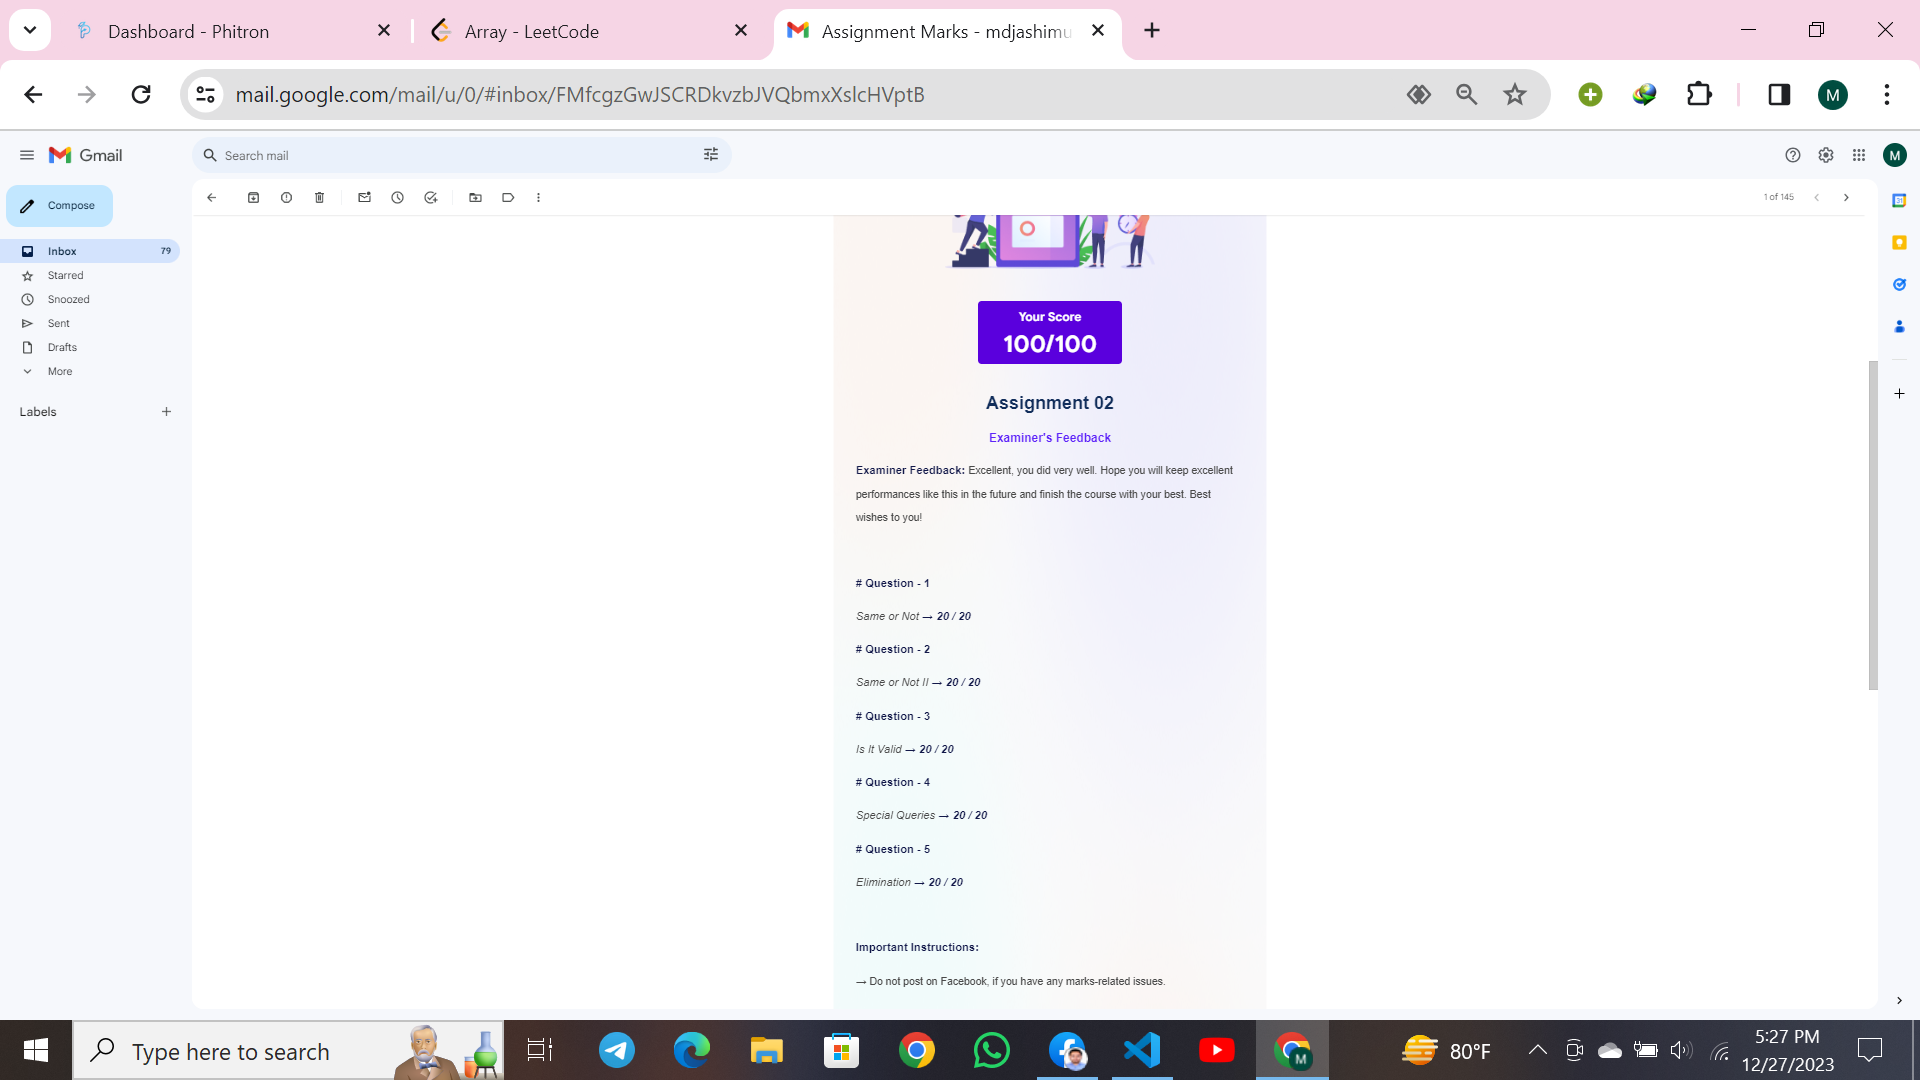 Dashboard - Phitron
Array - LeetCode
Assignment Marks - mdjashimu
mail.google.com/mail/u/0/#inbox/FMfcgzGwJSCRDkvzbJVQbmxXslcHVptB
M
Gmail
Search mail
M
Compose
1 of 145
Inbox 79
Starred
Snoozed
Sent
Drafts
More
Labels
Your Score
100/100
Assignment 02
Examiner's Feedback
Examiner Feedback: Excellent, you did very well. Hope you will keep excellent
performances like this in the future and finish the course with your best. Best
wishes to you!
# Question - 1
Same or Not → 20 / 20
# Question - 2
Same or Not II → 20 / 20
# Question - 3
Is It Valid → 20 / 20
# Question - 4
Special Queries → 20 / 20
# Question - 5
Elimination → 20 / 20
Important Instructions:
→ Do not post on Facebook, if you have any marks-related issues.
Type here to search
M
80°F
5:27 PM
12/27/2023